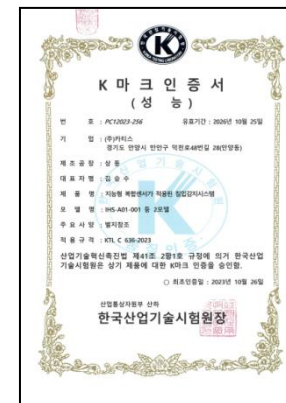 K 마 크 인 증 서
( 성 능 )
번 호 : PC12023-256 유효기간 : 2026년 10월 25일
기 업 : (주)카티스
경기도 안양시 만안구 덕천로48번길 28(안양동)
제 조 공 장 : 상 동
대 표 자 명 : 김 승 수
제 품 명 : 지능형 복합센서가 적용된 침입감지시스템
모 델 명 : IHS-A01-001 등 2모델
주 요 사 양 : 별지참조
적 용 규 격 : KTL C 636-2023
산업기술혁신촉진법 제41조 2항1호 규정에 의거 한국산업
기술시험원은 상기 제품에 대한 K마크 인증을 승인함.
○ 최초인증일 : 2023년 10월 26일
산업통상자원부 산하
한국산업기술시험원장